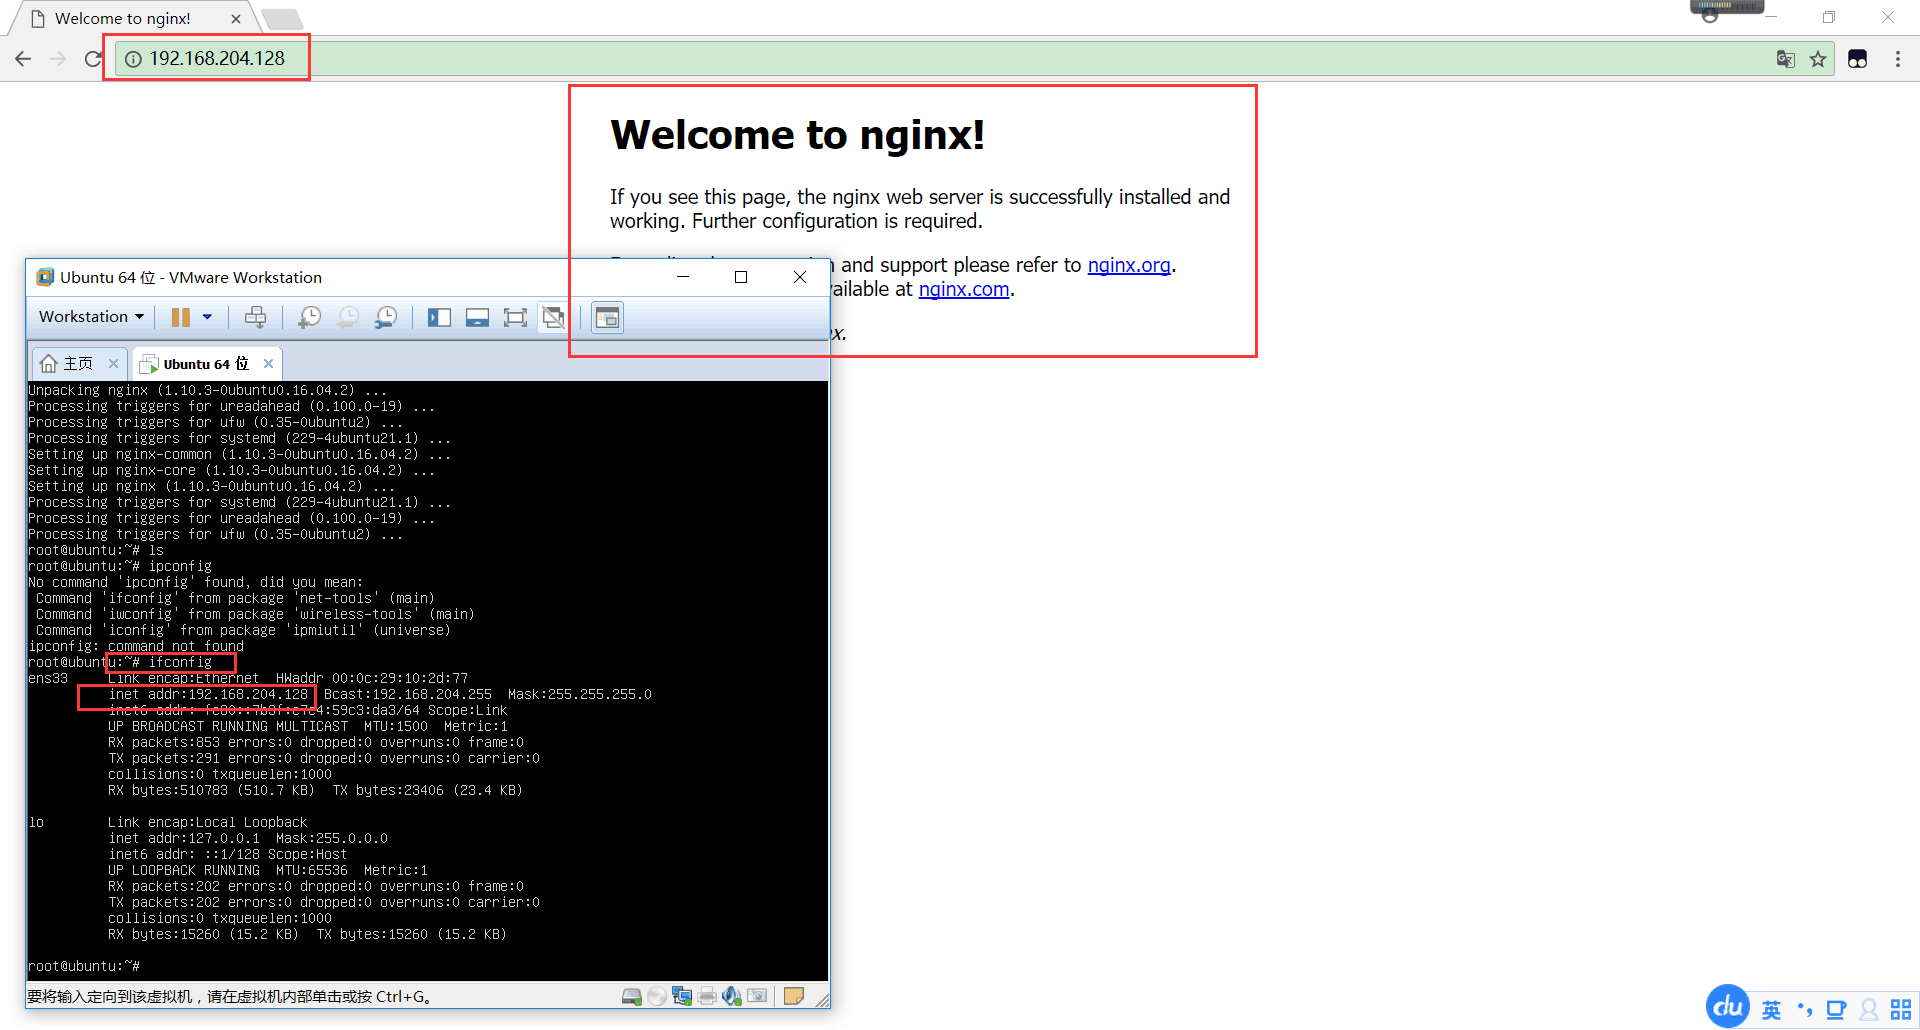 Welcome to nginx!
192.168.204.128
Welcome to nginx!
If you see this page, the nginx web server is successfully installed and
working. Further configuration is required.
and support please refer to nginx.org.
at nginx.com.
Ubuntu 64 位 - VMware Workstation
Workstation
主页
Ubuntu 64 位
Unpacking nginx (1.10.3-0ubuntu0.16.04.2) ...
Processing triggers for ureadahead (0.100.0-19) ...
Processing triggers for ufw (0.35-0ubuntu2) ...
Processing triggers for systemd (229-4ubuntu21.1) ...
Setting up nginx-common (1.10.3-0ubuntu0.16.04.2) ...
Setting up nginx-core (1.10.3-0ubuntu0.16.04.2) ...
Setting up nginx (1.10.3-0ubuntu0.16.04.2) ...
Processing triggers for systemd (229-4ubuntu21.1) ...
Processing triggers for ureadahead (0.100.0-19) ...
Processing triggers for ufw (0.35-0ubuntu2) ...
root@ubuntu:~# ls
root@ubuntu:~# ipconfig
No command 'ipconfig' found, did you mean:
Command 'ifconfig' from package 'net-tools' (main)
Command 'iwconfig' from package 'wireless-tools' (main)
Command 'iconfig' from package 'ipmiutil' (universe)
ipconfig: command not found
root@ubuntu:~# ifconfig
ens33 Link encap:Ethernet HWaddr 00:0c:29:10:2d:77
inet addr:192.168.204.128 Bcast:192.168.204.255 Mask:255.255.255.0
inet6 addr: Scope:Link
UP BROADCAST RUNNING MULTICAST MTU:1500 Metric:1
RX packets:853 errors:0 dropped:0 overruns:0 frame:0
TX packets:291 errors:0 dropped:0 overruns:0 carrier:0
collisions:0 txqueuelen:1000
RX bytes:510783 (510.7 KB) TX bytes:23406 (23.4 KB)
lo Link encap:Local Loopback
inet addr:127.0.0.1 Mask:255.0.0.0
inet6 addr: ::1/128 Scope:Host
UP LOOPBACK RUNNING MTU:65536 Metric:1
RX packets:202 errors:0 dropped:0 overruns:0 frame:0
TX packets:202 errors:0 dropped:0 overruns:0 carrier:0
collisions:0 txqueuelen:1000
RX bytes:15260 (15.2 KB) TX bytes:15260 (15.2 KB)
root@ubuntu:~#
要将输入定向到该虚拟机，请在虚拟机内部单击或按 Ctrl+G。
du 英